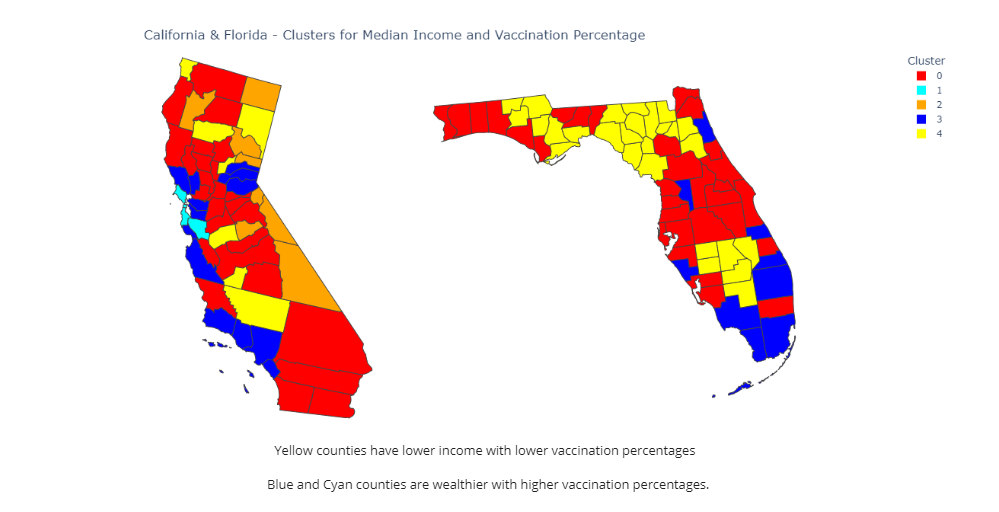 California & Florida - Clusters for Median Income and Vaccination Percentage
Cluster
0
1
2
3
4
Yellow counties have lower income with lower vaccination percentages
Blue and Cyan counties are wealthier with higher vaccination percentages.